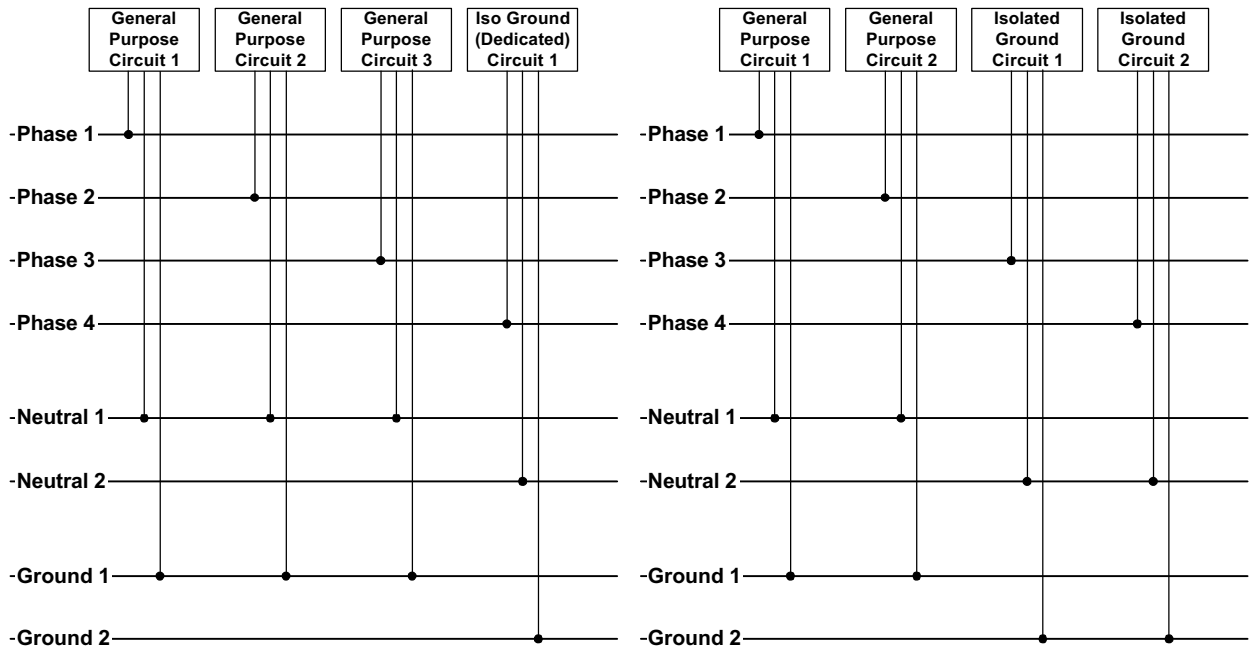 General
Purpose
Circuit 1
General
Purpose
Circuit 2
General
Purpose
Circuit 3
Iso Ground
(Dedicated)
Circuit 1
-Phase 1
-Phase 2
-Phase 3
-Phase 4
-Neutral 1
-Neutral 2
-Ground 1
-Ground 2
General
Purpose
Circuit 1
General
Purpose
Circuit 2
Isolated
Ground
Circuit 1
Isolated
Ground
Circuit 2
-Phase 1
-Phase 2
-Phase 3
-Phase 4
-Neutral 1
-Neutral 2
-Ground 1
-Ground 2